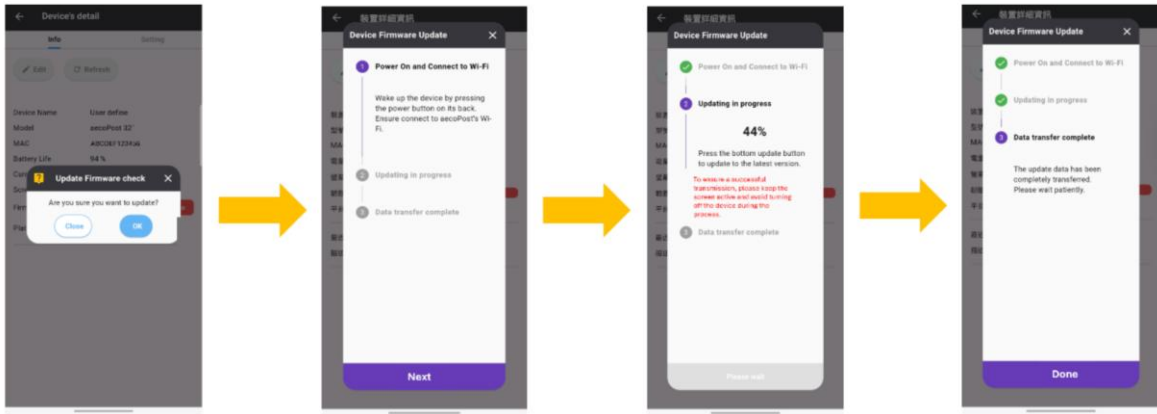 ← Device's detail
Info Setting
Edit Refresh
Device Name User define
Model aecoPost 32"
MAC
Battery Life 94 %
Update Firmware check ×
Are you sure you want to update?
Close OK
← 裝置詳細資訊
Device Firmware Update ×
1 Power On and Connect to Wi-Fi
Wake up the device by pressing
the power button on its back.
Ensure connect to aecoPost's Wi-
Fi.
2 Updating in progress
3 Data transfer complete
Next
← 裝置詳細資訊
Device Firmware Update
Power On and Connect to Wi-Fi
2 Updating in progress
44%
Press the bottom update button
to update to the latest version.
To ensure a successful
transmission, please keep the
screen active and avoid turning
off the device during the
process.
3 Data transfer complete
Please wait
← 裝置詳細資訊
Device Firmware Update ×
Power On and Connect to Wi-Fi
Updating in progress
3 Data transfer complete
The update data has been
completely transferred.
Please wait patiently.
Done